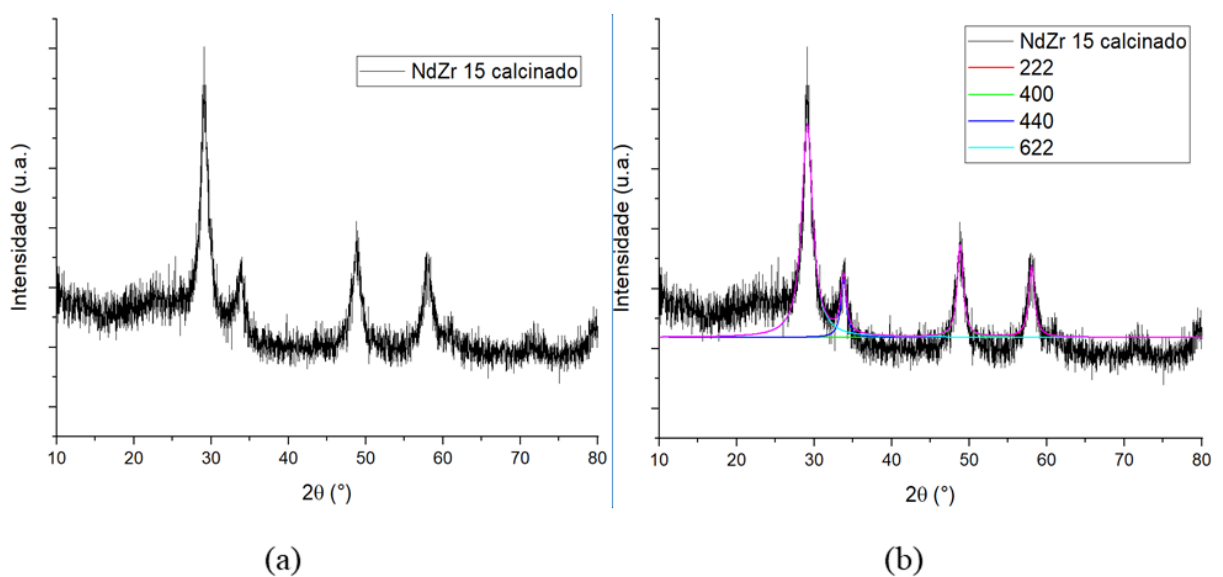 NdZr 15 calcinado
Intensidade (u.a.)
10 20 30 40 50 60 70 80
2θ (°)
(a)
NdZr 15 calcinado
222
400
440
622
Intensidade (u.a.)
10 20 30 40 50 60 70 80
2θ (°)
(b)